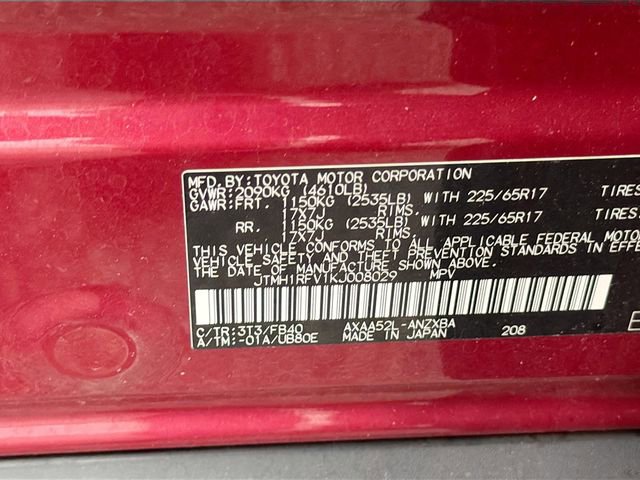 MFD. BY: TOYOTA MOTOR CORPORATION
GVWR: 2090KG (4610LB)
GAWR: FRT. 1150KG (2535LB) WITH 225/65R17 TIRES
17X7J RIMS.
RR. 1150KG (2535LB) WITH 225/65R17 TIRES
17X7J RIMS.
THIS VEHICLE CONFORMS TO ALL APPLICABLE FEDERAL MOTOR
VEHICLE SAFETY AND THEFT PREVENTION STANDARDS IN EFFE
DATE OF MANUFACTURE SHOWN ABOVE.
JTMH1RFV1KJ008029 MPV
C/TR: 3T3/FB40 AXAA52L-ANZXBA 208
A/TM: -01A/UB80E MADE IN JAPAN